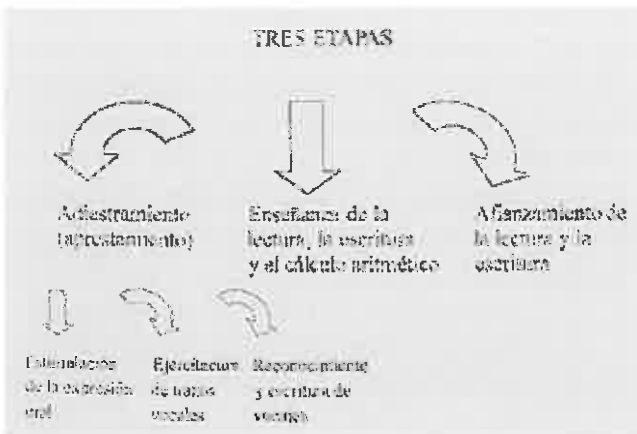 TRES ETAPAS
Adiestramiento
(aprestamiento)
Enseñanza de la
lectura, la escritura
y el cálculo aritmético
Afianzamiento de
la lectura y la
escritura
Estimulación
de la expresión
oral
Ejercitación
de trazos
vocales
Reconocimiento
y escritura de
vocales